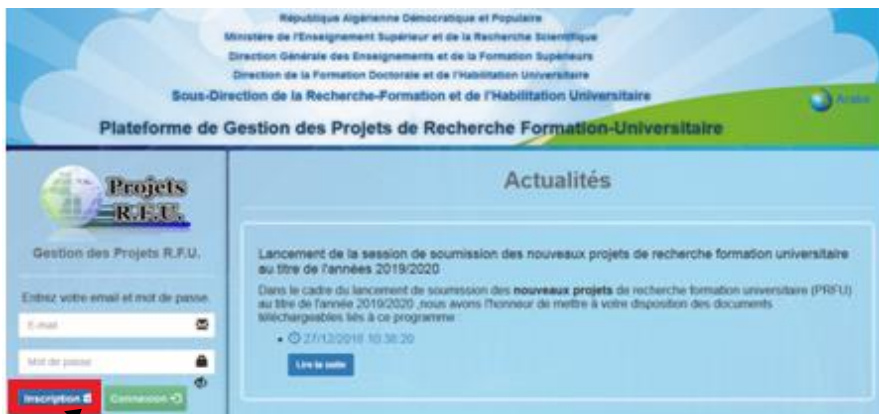 République Algérienne Démocratique et Populaire
Ministère de l'Enseignement Supérieur et de la Recherche Scientifique
Direction Générale des Enseignements et de la Formation Supérieurs
Direction de la Formation Doctorale et de l'Habilitation Universitaire
Sous-Direction de la Recherche-Formation et de l'Habilitation Universitaire
Plateforme de Gestion des Projets de Recherche Formation-Universitaire
Projets
R.F.U.
Gestion des Projets R.F.U.
Entrez votre email et mot de passe.
E-mail
Mot de passe
Inscription
Connexion
Actualités
Lancement de la session de soumission des nouveaux projets de recherche formation universitaire
au titre de l'années 2019/2020
Dans le cadre du lancement de soumission des nouveaux projets de recherche formation universitaire (PRFU)
au titre de l'année 2019/2020 ,nous avons l'honneur de mettre à votre disposition des documents
téléchargeables liés à ce programme
27/12/2018 10:38:20
Lire la suite